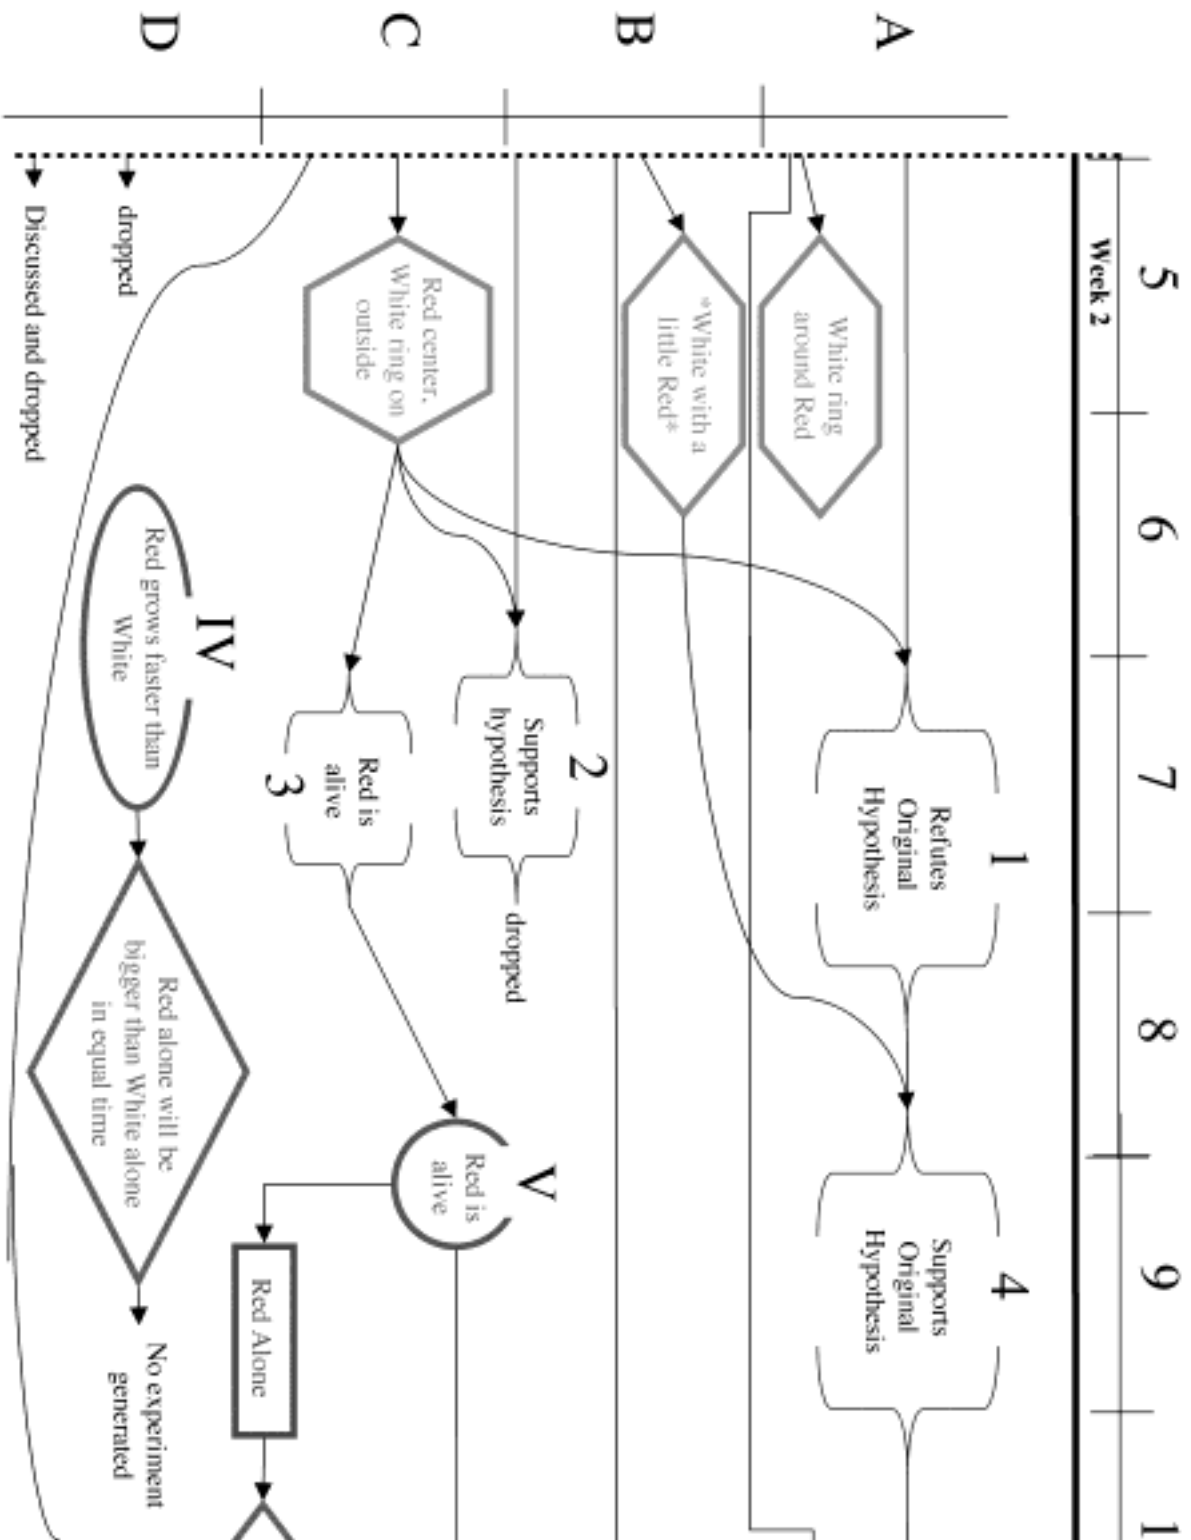 5
6
7
8
9
1
Week 2
A
B
C
D
White ring
around Red
*White with a
little Red*
Red center,
White ring on
outside
1
Refutes
Original
Hypothesis
4
Supports
Original
Hypothesis
2
Supports
hypothesis
dropped
Red is
alive
3
V
Red is
alive
Red Alone
IV
Red grows faster than
White
Red alone will be
bigger than White alone
in equal time
No experiment
generated
dropped
Discussed and dropped